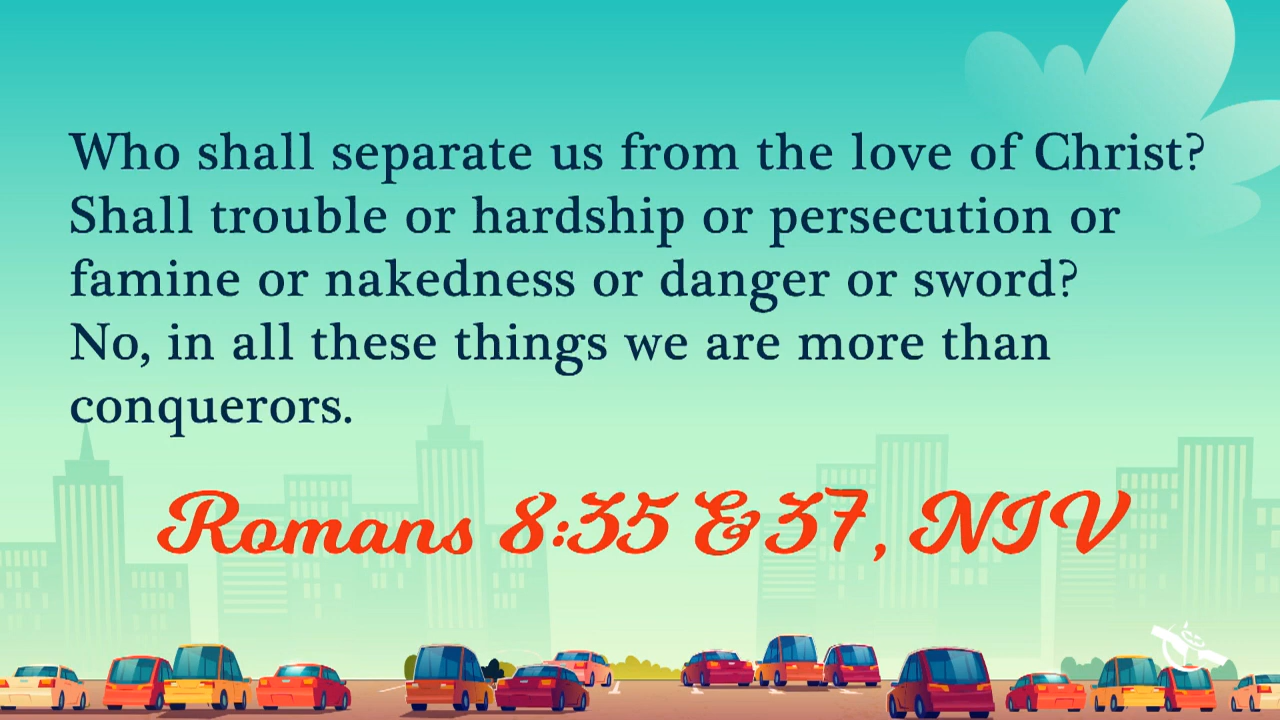 Who shall separate us from the love of Christ?
Shall trouble or hardship or persecution or
famine or nakedness or danger or sword?
No, in all these things we are more than
conquerors.
Romans 8:35 & 37, NIV